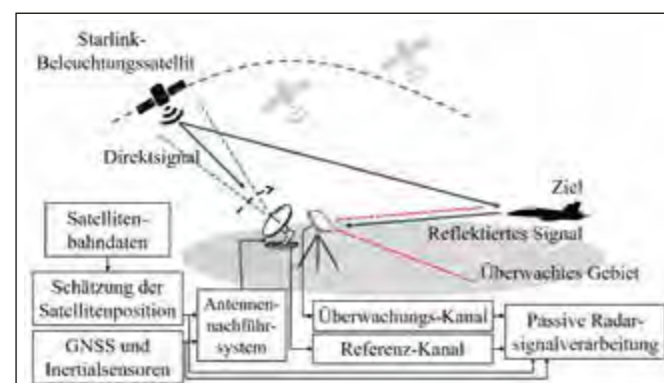 Starlink-
Beleuchtungssatellit
Direktsignal
Ziel
Reflektiertes Signal
Überwachtes Gebiet
Satelliten-
bahndaten
Schätzung der
Satellitenposition
GNSS und
Inertialsensoren
Antennen-
nachführ-
system
Überwachungs-Kanal
Referenz-Kanal
Passive Radar-
signalverarbeitung